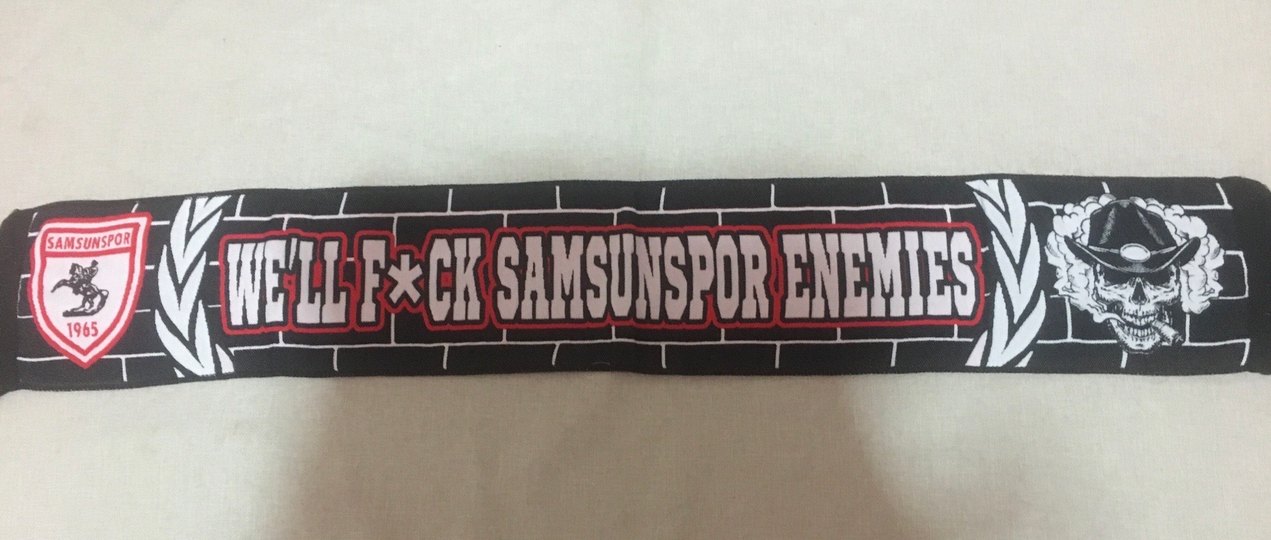 SAMSUNSPOR
1965
WE'LL F*CK SAMSUNSPOR ENEMIES